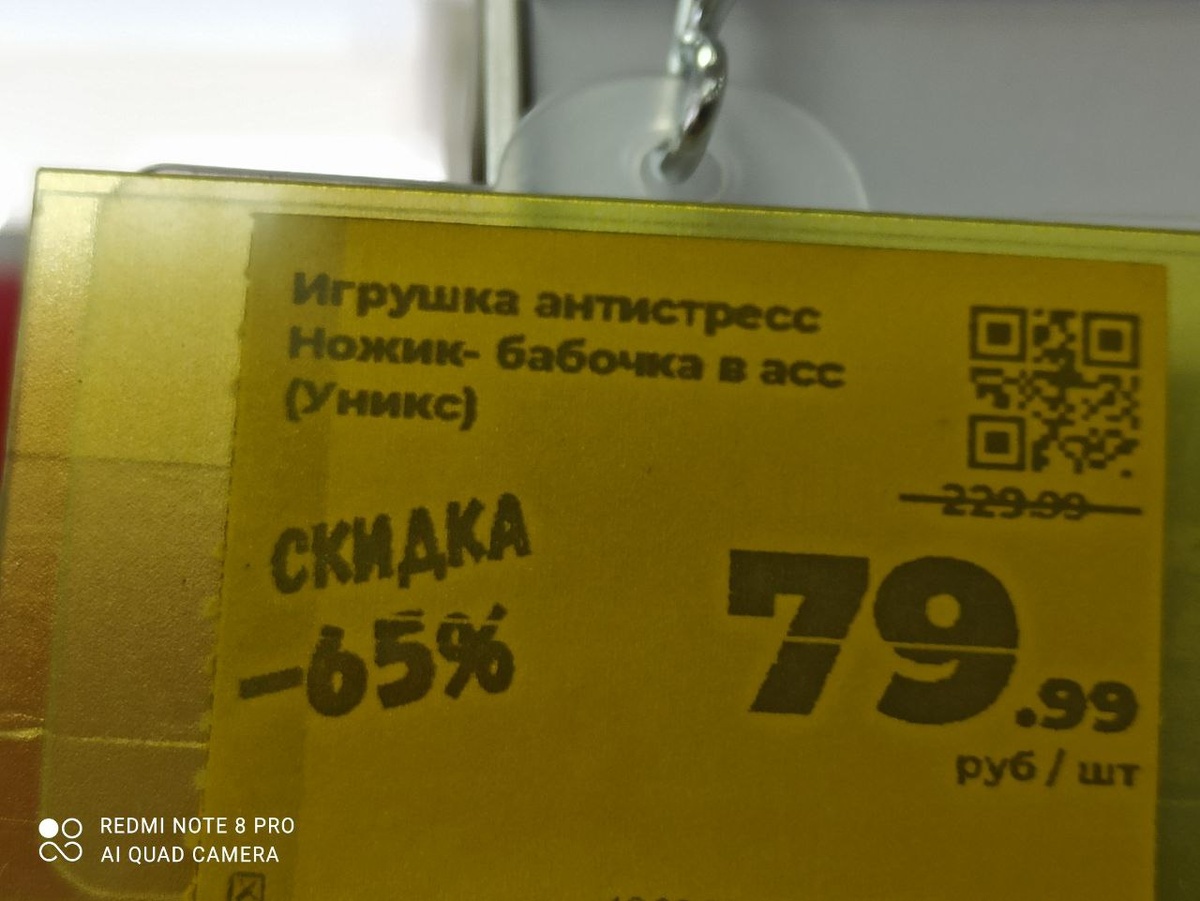 Игрушка антистресс
Ножик- бабочка в асс
(Уникс)
229.99
СКИДКА
-65%
79.99
руб / шт
REDMI NOTE 8 PRO
AI QUAD CAMERA